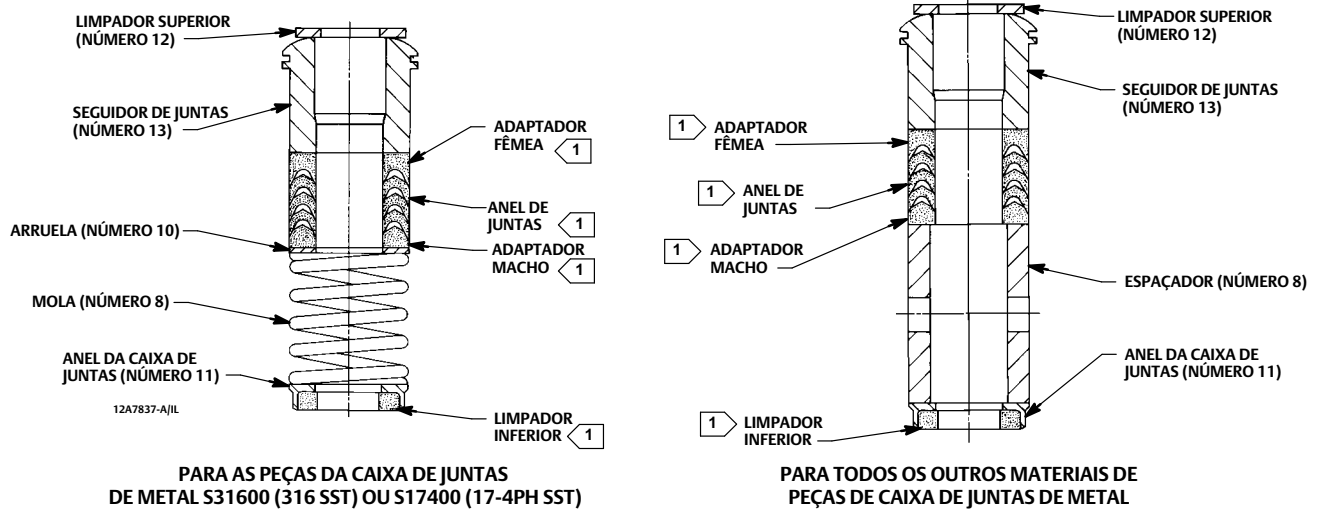 LIMPADOR SUPERIOR
(NÚMERO 12)
SEGUIDOR DE JUNTAS
(NÚMERO 13)
ADAPTADOR
FÊMEA 1
ANEL DE
JUNTAS 1
ARRUELA (NÚMERO 10)
ADAPTADOR
MACHO 1
MOLA (NÚMERO 8)
ANEL DA CAIXA DE
JUNTAS (NÚMERO 11)
12A7837-A/IL
LIMPADOR
INFERIOR 1
PARA AS PEÇAS DA CAIXA DE JUNTAS
DE METAL S31600 (316 SST) OU S17400 (17-4PH SST)
LIMPADOR SUPERIOR
(NÚMERO 12)
SEGUIDOR DE JUNTAS
(NÚMERO 13)
1 ADAPTADOR
FÊMEA
1 ANEL DE
JUNTAS
1 ADAPTADOR
MACHO
ESPAÇADOR (NÚMERO 8)
ANEL DA CAIXA DE
JUNTAS (NÚMERO 11)
1 LIMPADOR
INFERIOR
PARA TODOS OS OUTROS MATERIAIS DE
PEÇAS DE CAIXA DE JUNTAS DE METAL